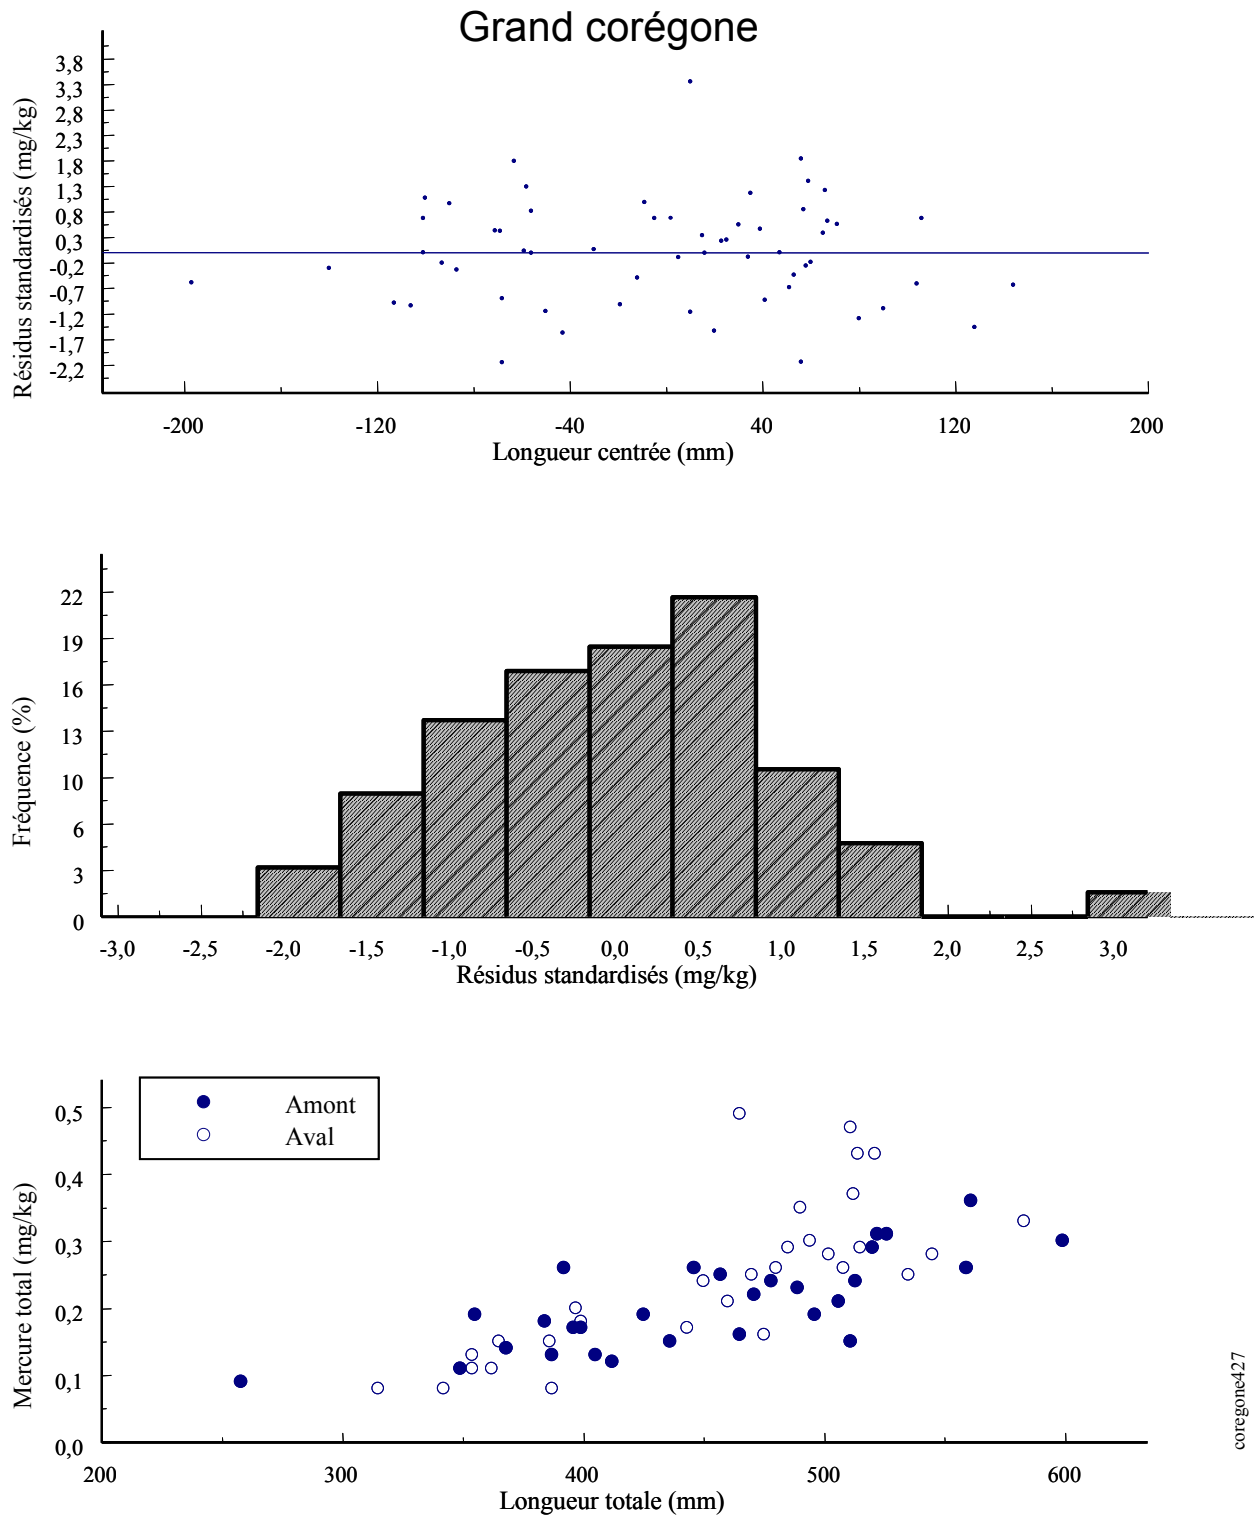 Grand corégone
Résidus standardisés (mg/kg)
3,8
3,3
2,8
2,3
1,8
1,3
0,8
0,3
-0,2
-0,7
-1,2
-1,7
-2,2
-200 -120 -40 40 120 200
Longueur centrée (mm)
Fréquence (%)
22
19
16
13
10
6
3
0
-3,0 -2,5 -2,0 -1,5 -1,0 -0,5 0,0 0,5 1,0 1,5 2,0 2,5 3,0
Résidus standardisés (mg/kg)
Amont
Aval
Mercure total (mg/kg)
0,5
0,4
0,3
0,2
0,1
0,0
200 300 400 500 600
Longueur totale (mm)
coregone427